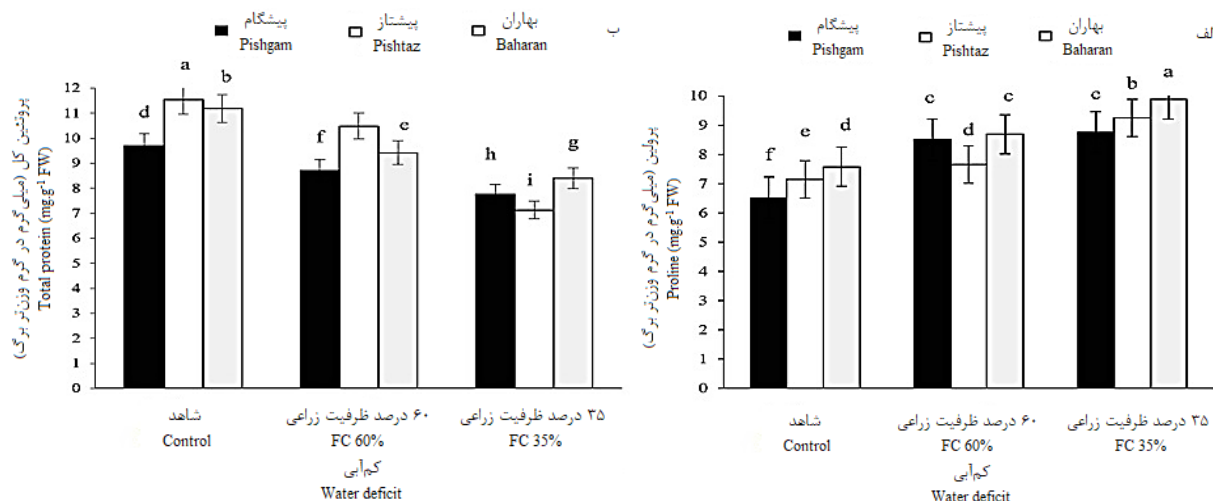 پیشگام پیشتاز بهاران ب
Pishgam Pishtaz Baharan
پروتئین کل (میلی‌گرم در گرم وزن‌تر برگ)
Total protein (mg.g-1 FW)
12
11
10
9
8
7
6
5
4
3
2
1
0
d a b
f e
h i g
شاهد ۶۰ درصد ظرفیت زراعی ۳۵ درصد ظرفیت زراعی
Control FC 60% FC 35%
کم‌آبی
Water deficit
پیشگام پیشتاز بهاران لف
Pishgam Pishtaz Baharan
پرولین (میلی‌گرم در گرم وزن‌تر برگ)
Proline (mg.g-1 FW)
10
9
8
7
6
5
4
3
2
1
0
f e d
c d c
c b a
شاهد ۶۰ درصد ظرفیت زراعی ۳۵ درصد ظرفیت زراعی
Control FC 60% FC 35%
کم‌آبی
Water deficit